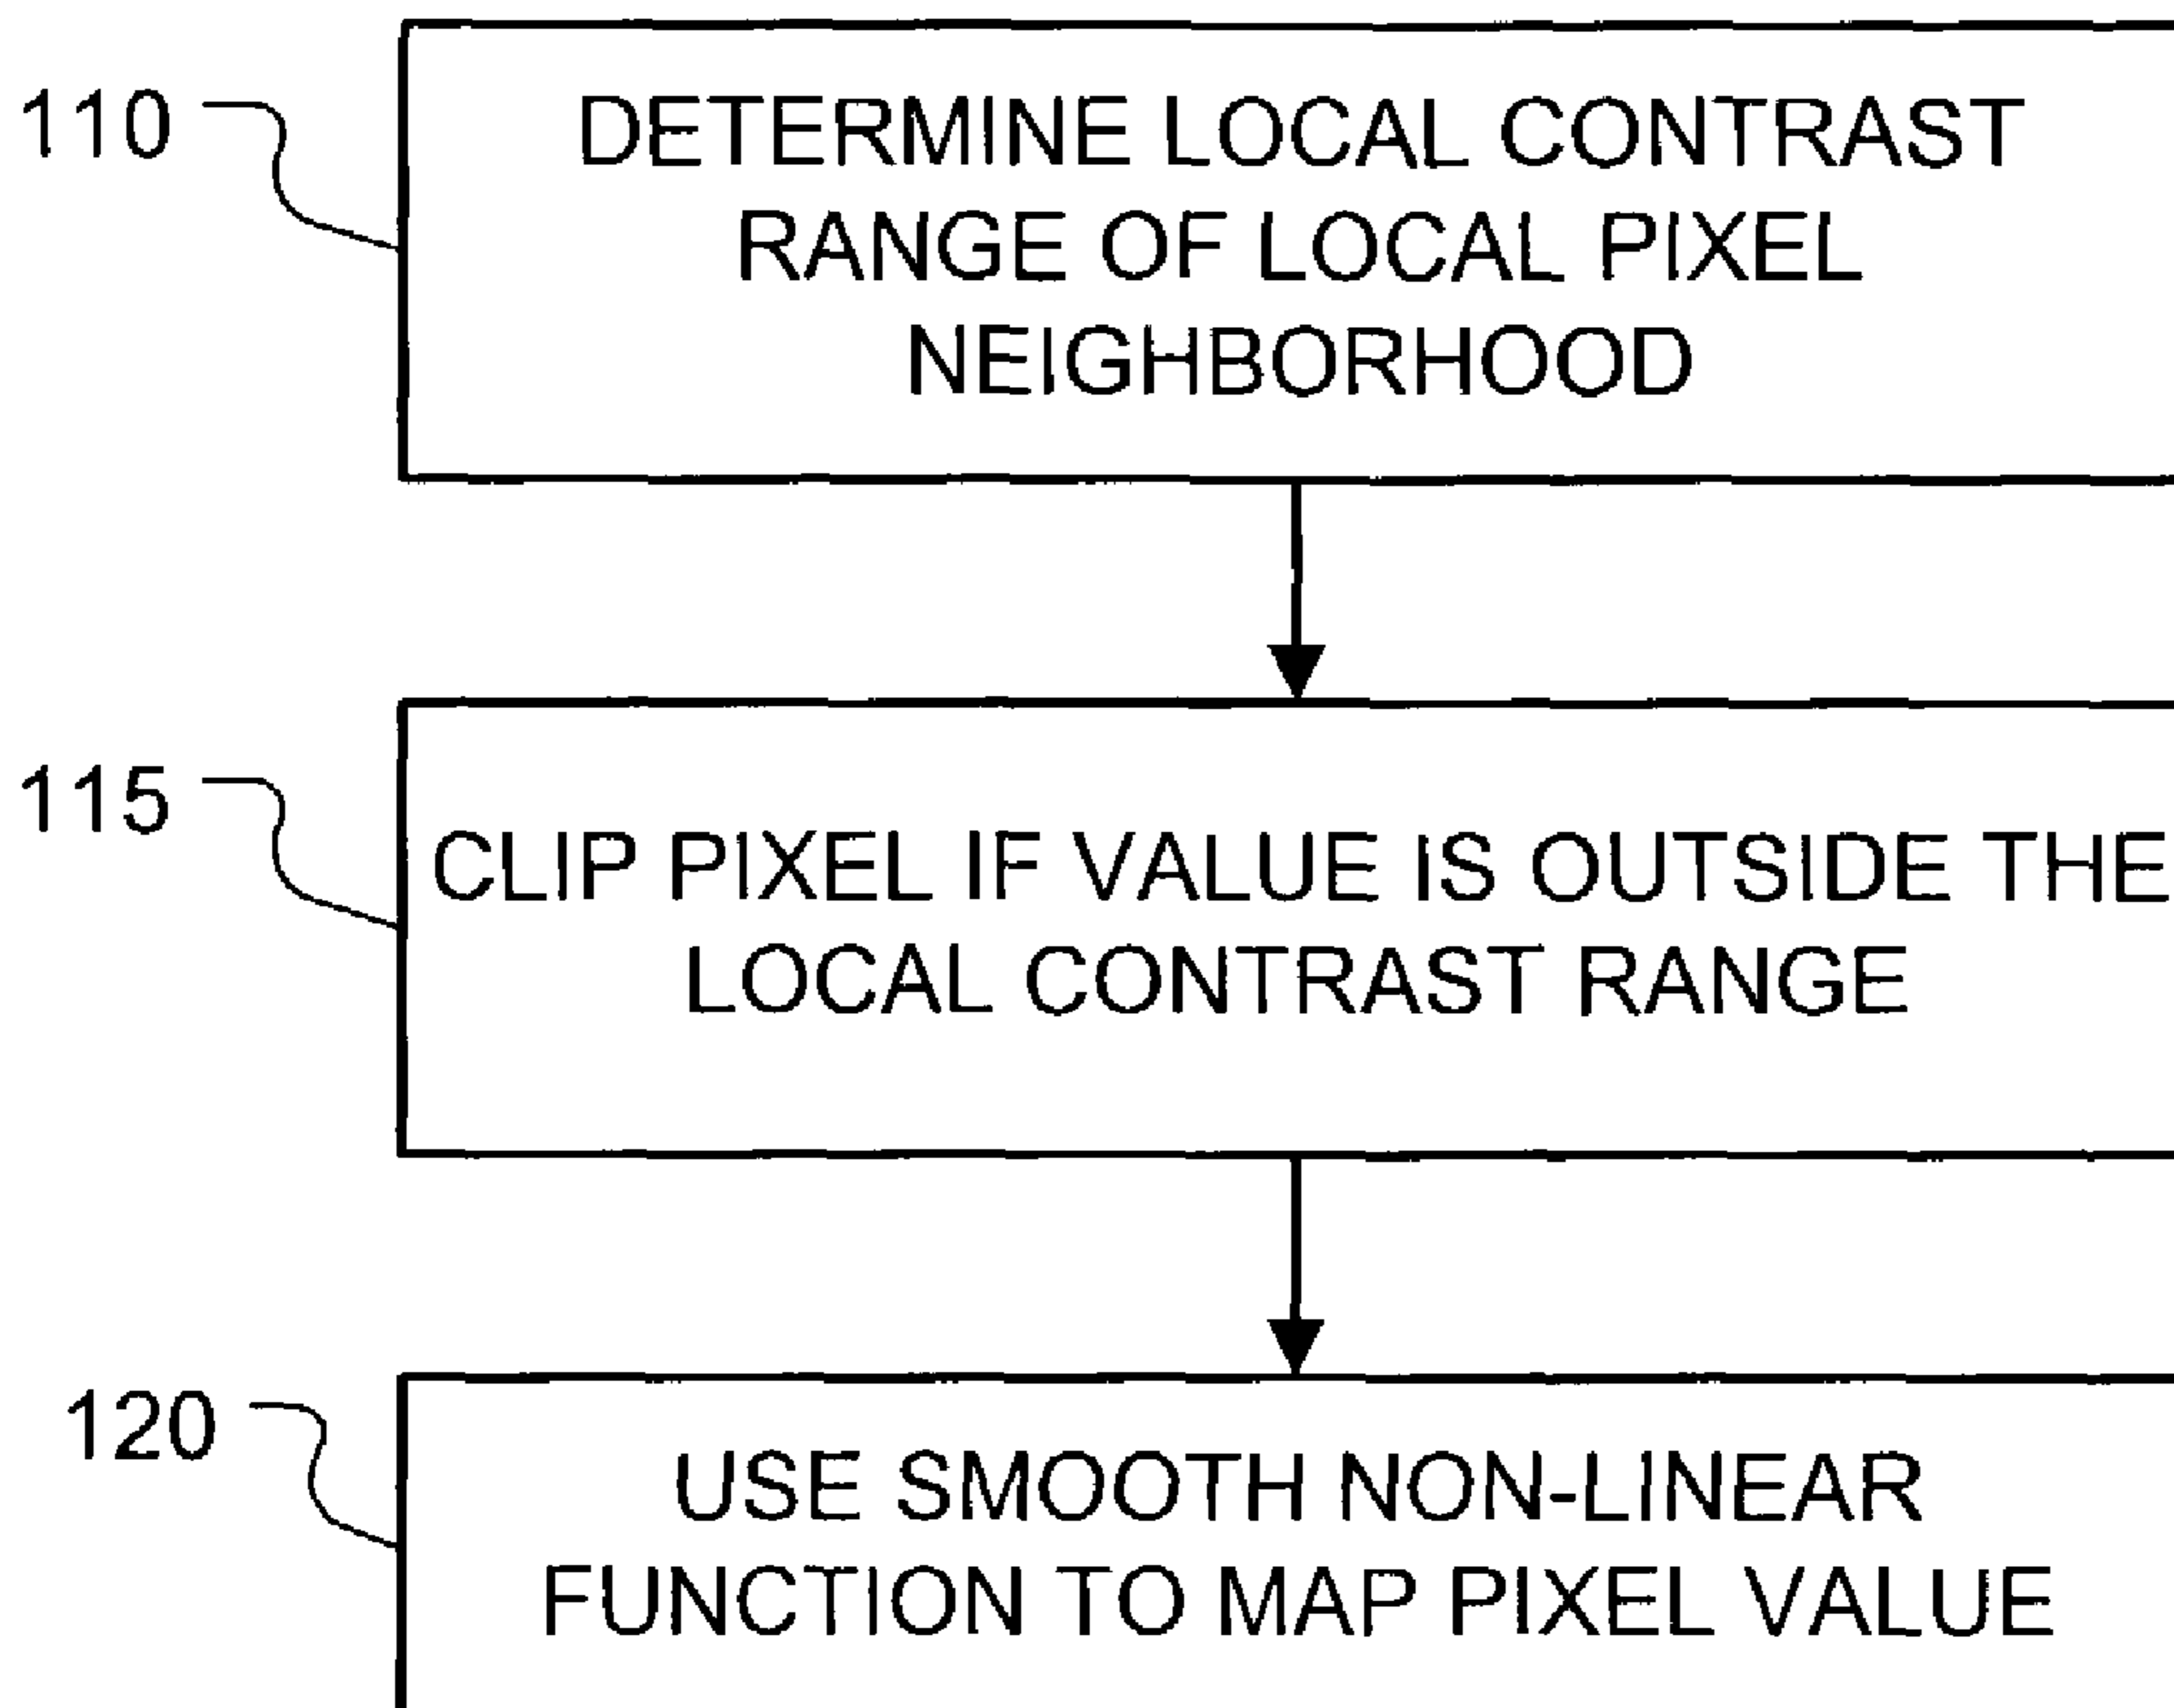 110
DETERMINE LOCAL CONTRAST
RANGE OF LOCAL PIXEL
NEIGHBORHOOD
115
CLIP PIXEL IF VALUE IS OUTSIDE THE
LOCAL CONTRAST RANGE
120
USE SMOOTH NON-LINEAR
FUNCTION TO MAP PIXEL VALUE